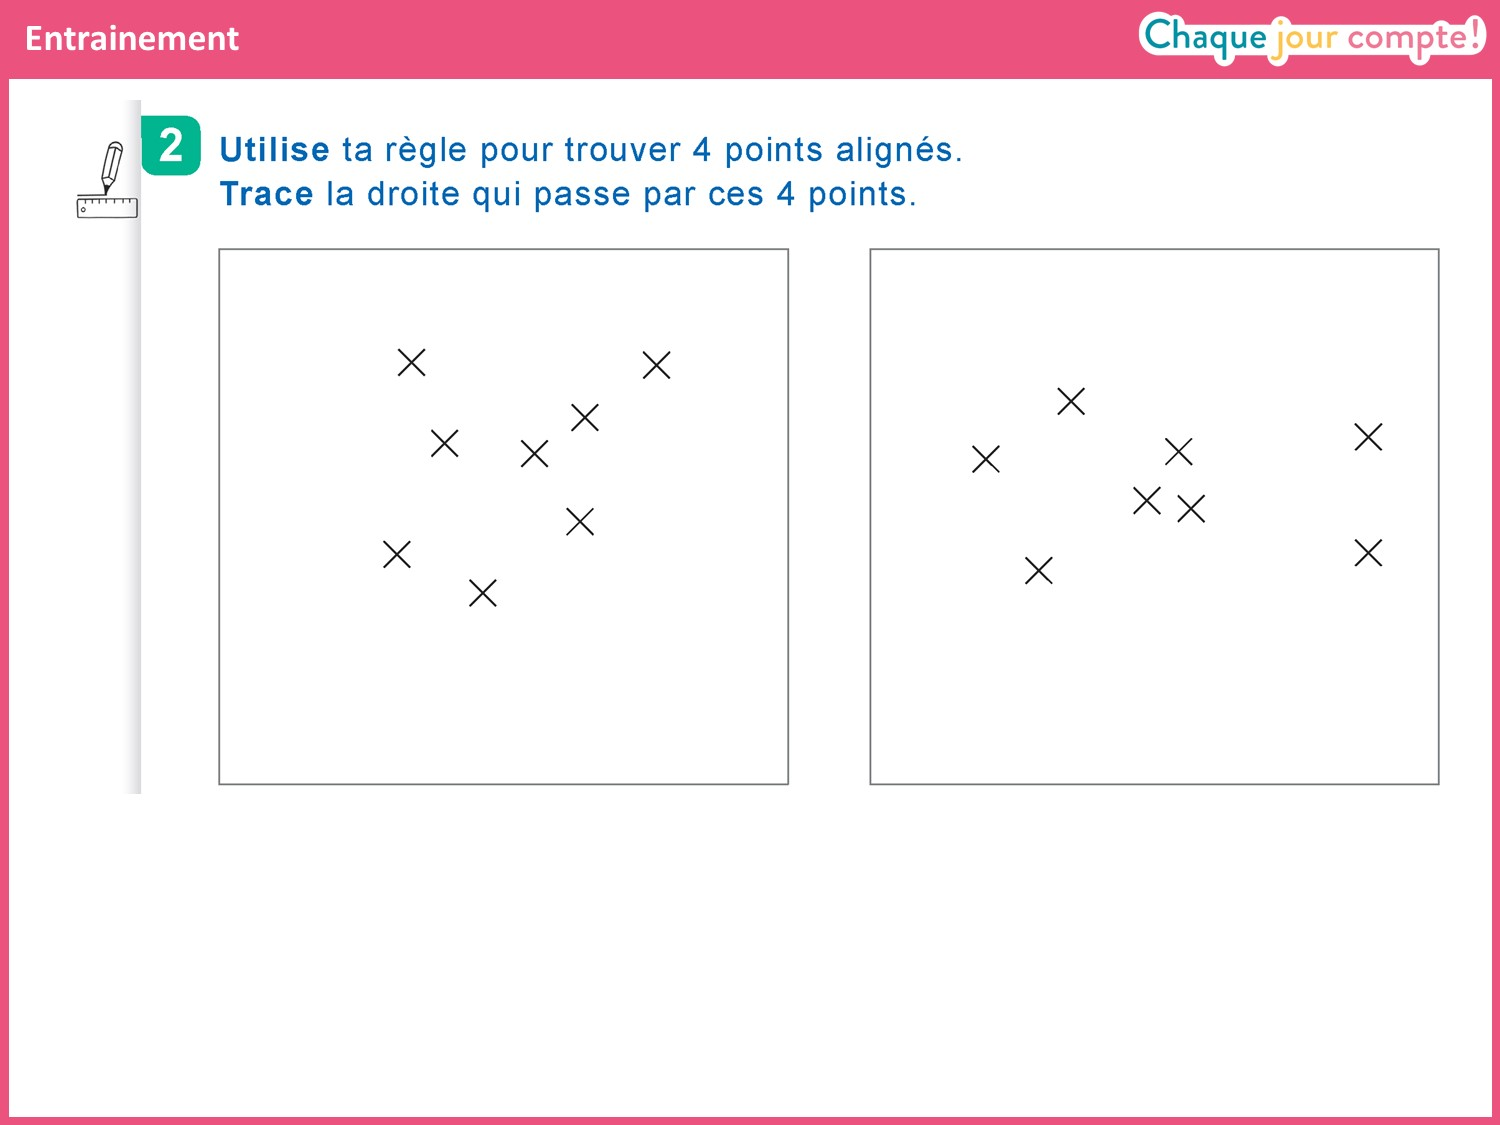 Entrainement
Chaque jour compte!
2
Utilise ta règle pour trouver 4 points alignés.
Trace la droite qui passe par ces 4 points.